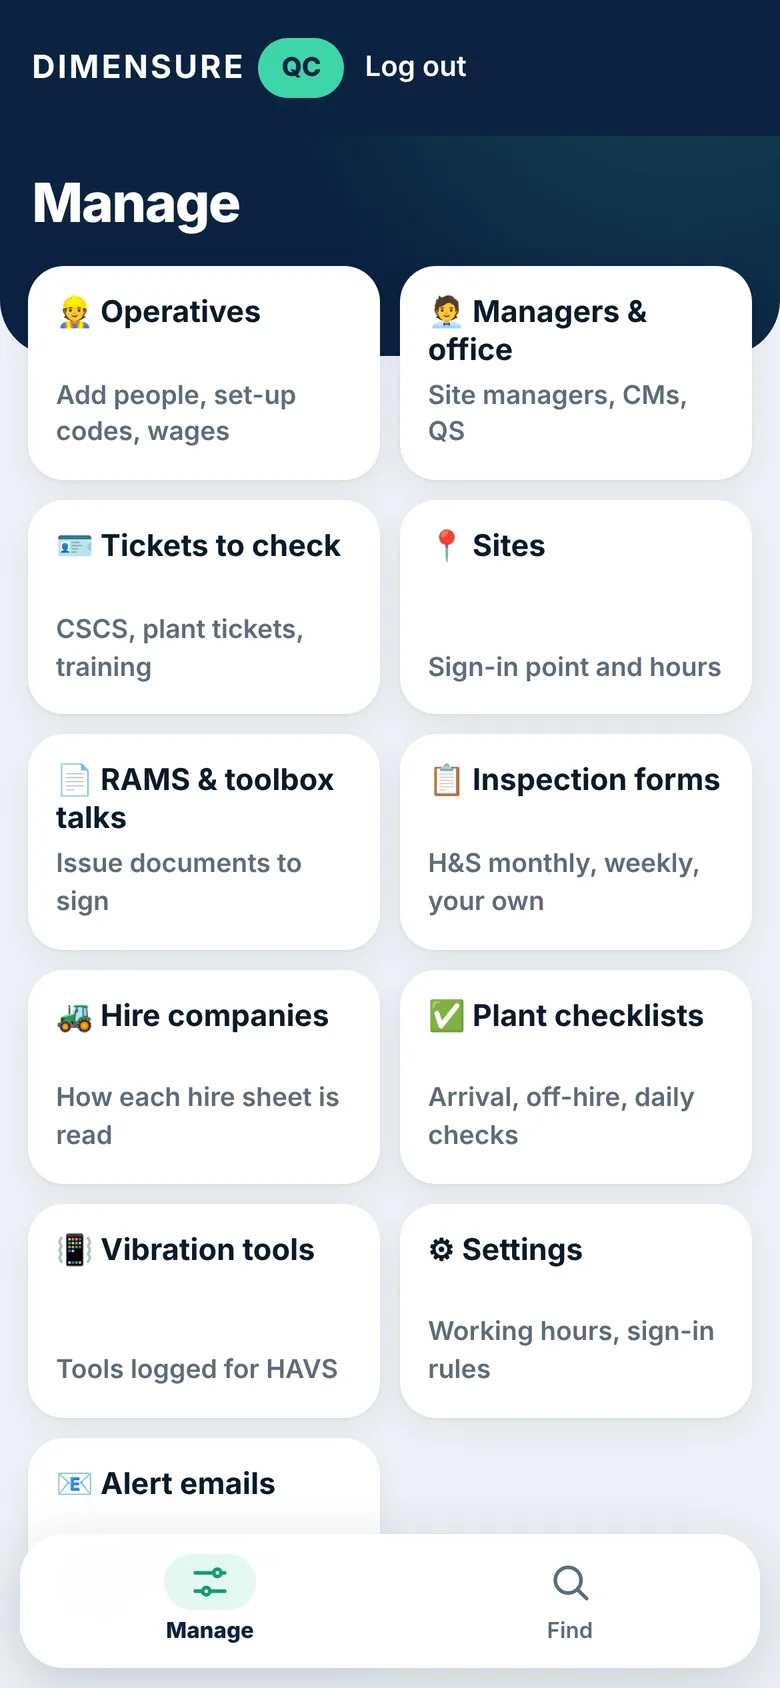 DIMENSURE QC Log out
Manage
Operatives
Add people, set-up
codes, wages
Managers &
office
Site managers, CMs,
QS
Tickets to check
CSCS, plant tickets,
training
Sites
Sign-in point and hours
RAMS & toolbox
talks
Issue documents to
sign
Inspection forms
H&S monthly, weekly,
your own
Hire companies
How each hire sheet is
read
Plant checklists
Arrival, off-hire, daily
checks
Vibration tools
Tools logged for HAVS
Settings
Working hours, sign-in
rules
Alert emails
Manage
Find